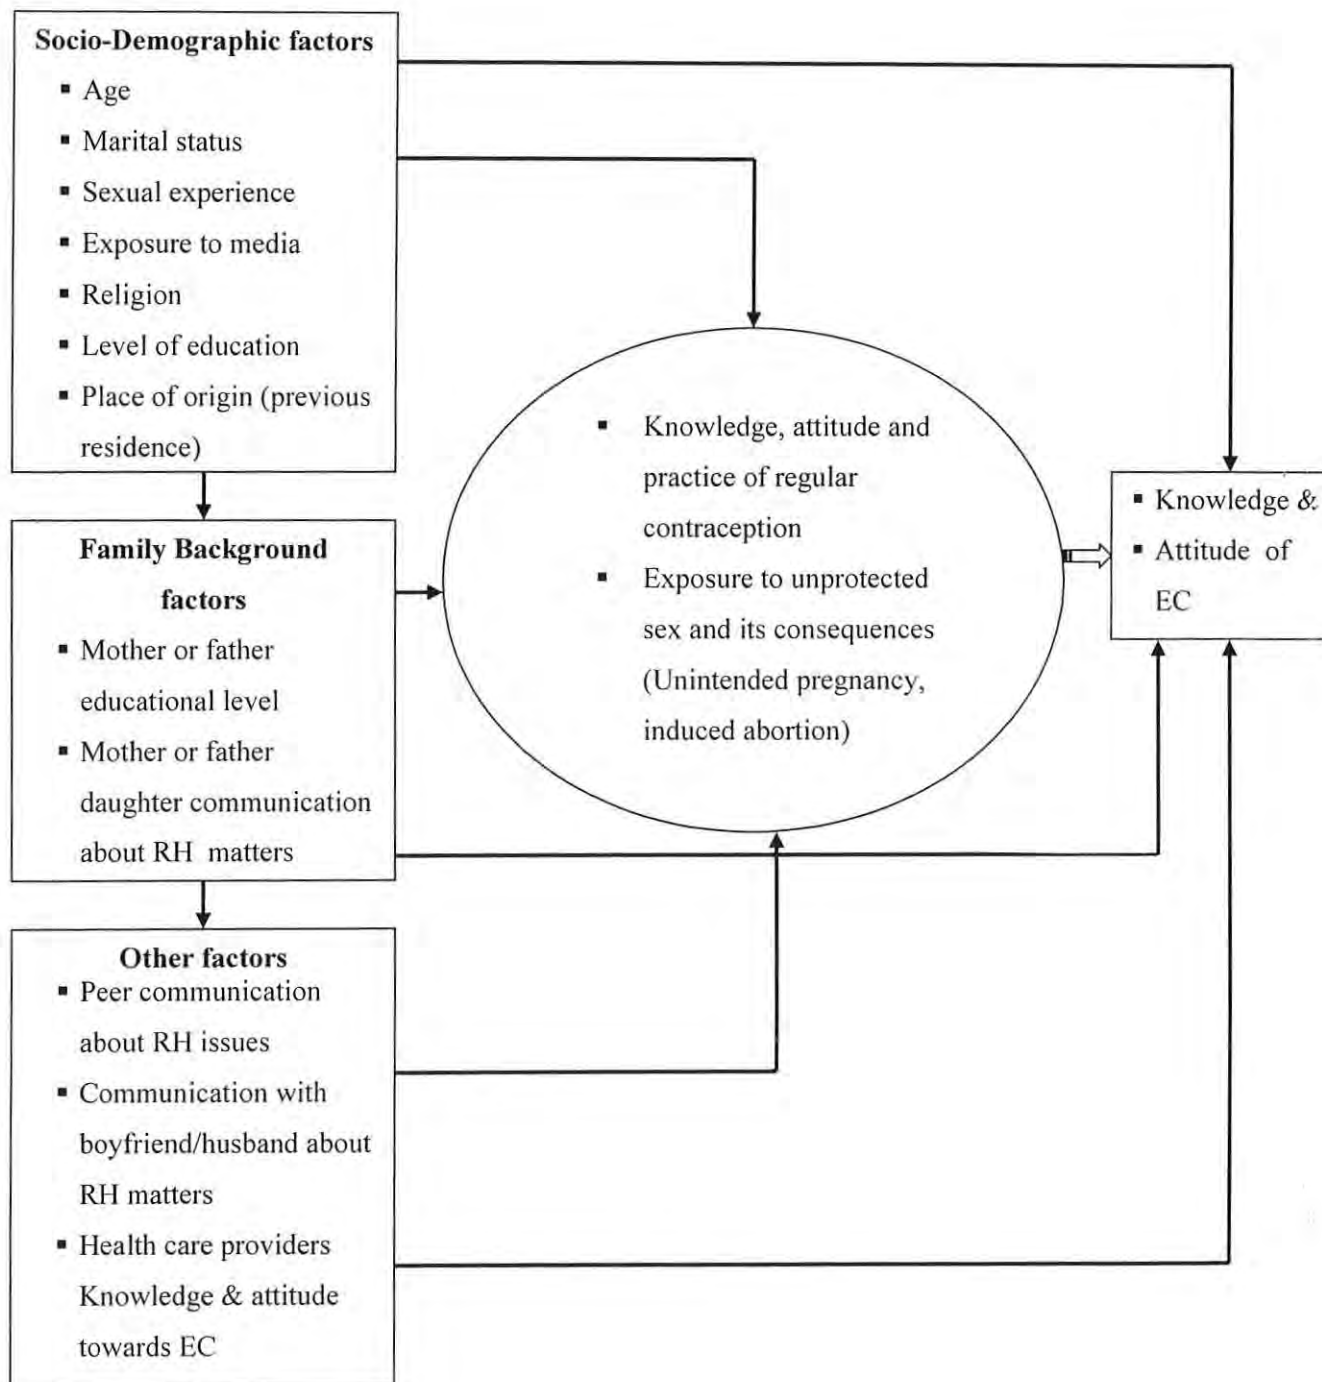 Socio-Demographic factors
▪ Age
▪ Marital status
▪ Sexual experience
▪ Exposure to media
▪ Religion
▪ Level of education
▪ Place of origin (previous
residence)
Family Background
factors
▪ Mother or father
educational level
▪ Mother or father
daughter communication
about RH matters
Other factors
▪ Peer communication
about RH issues
▪ Communication with
boyfriend/husband about
RH matters
▪ Health care providers
Knowledge & attitude
towards EC
▪ Knowledge, attitude and
practice of regular
contraception
▪ Exposure to unprotected
sex and its consequences
(Unintended pregnancy,
induced abortion)
▪ Knowledge &
▪ Attitude of
EC